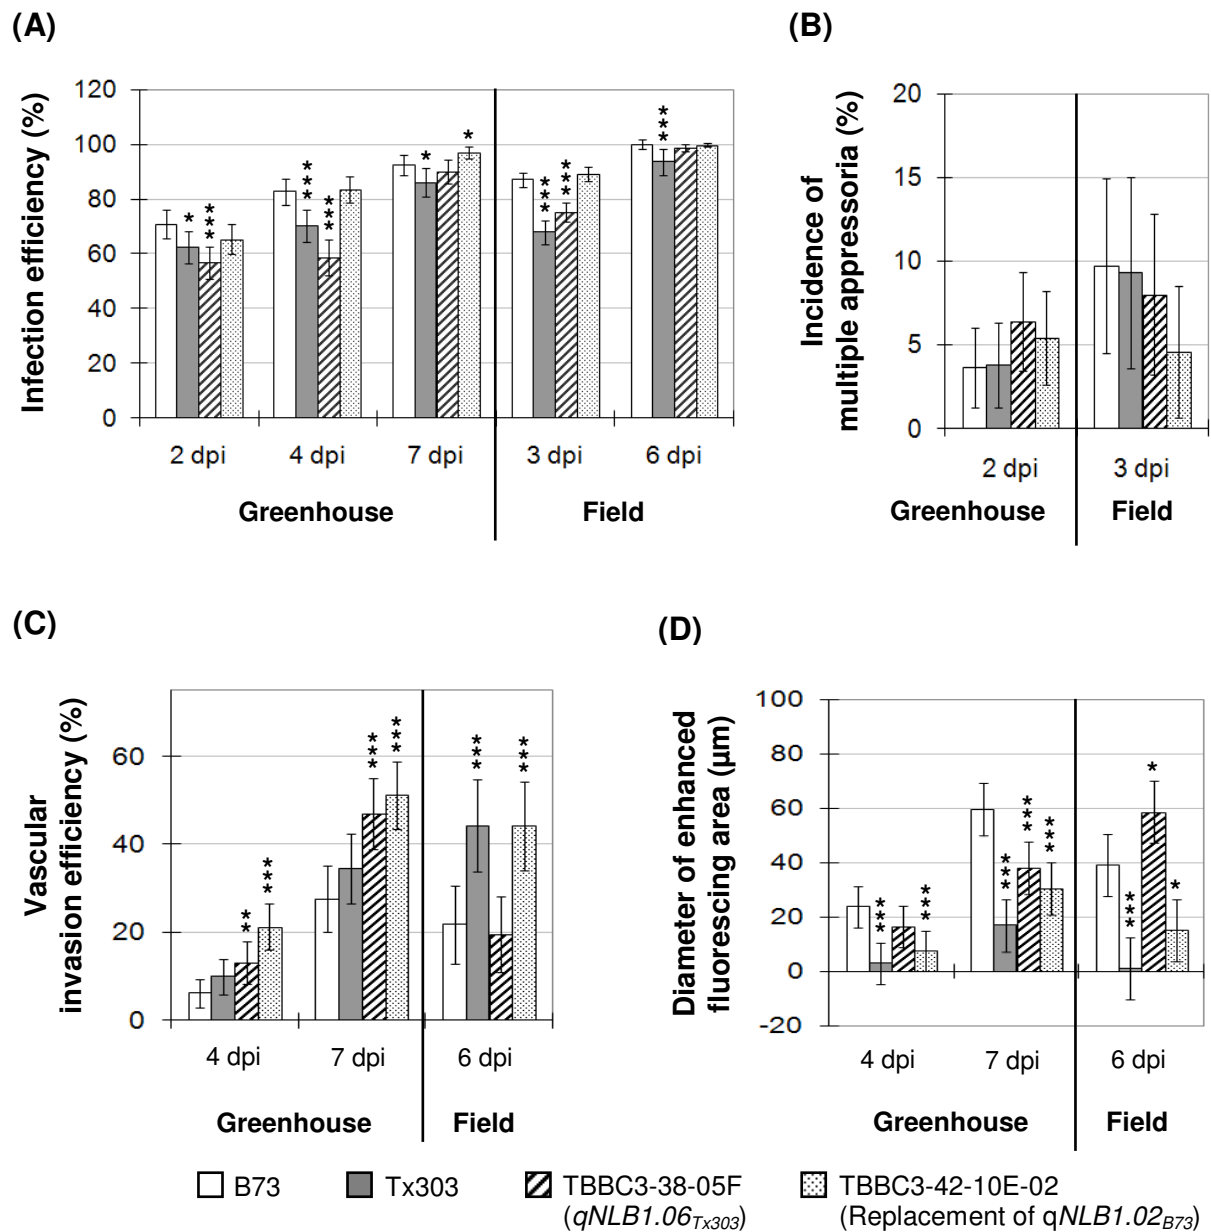 (A)
Infection efficiency (%)
120
100
80
60
40
20
0
*
***
***
***
*
*
***
***
***
2 dpi
4 dpi
7 dpi
3 dpi
6 dpi
Greenhouse
Field
(B)
Incidence of
multiple appressoria (%)
20
15
10
5
0
2 dpi
3 dpi
Greenhouse
Field
(C)
Vascular
invasion efficiency (%)
60
40
20
0
**
***
***
***
***
***
4 dpi
7 dpi
6 dpi
Greenhouse
Field
(D)
Diameter of enhanced
fluorescing area (µm)
100
80
60
40
20
0
-20
***
***
***
***
***
***
*
*
4 dpi
7 dpi
6 dpi
Greenhouse
Field
B73
Tx303
TBBC3-38-05F
(qNLB1.06Tx303)
TBBC3-42-10E-02
(Replacement of qNLB1.02B73)